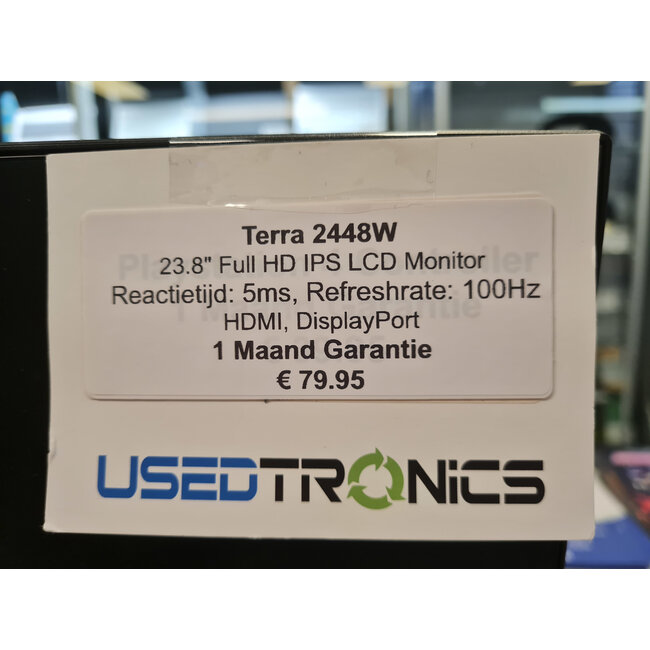 Terra 2448W
23.8" Full HD IPS LCD Monitor
Reactietijd: 5ms, Refreshrate: 100Hz
HDMI, DisplayPort
1 Maand Garantie
€ 79.95
USEDTRONiCS